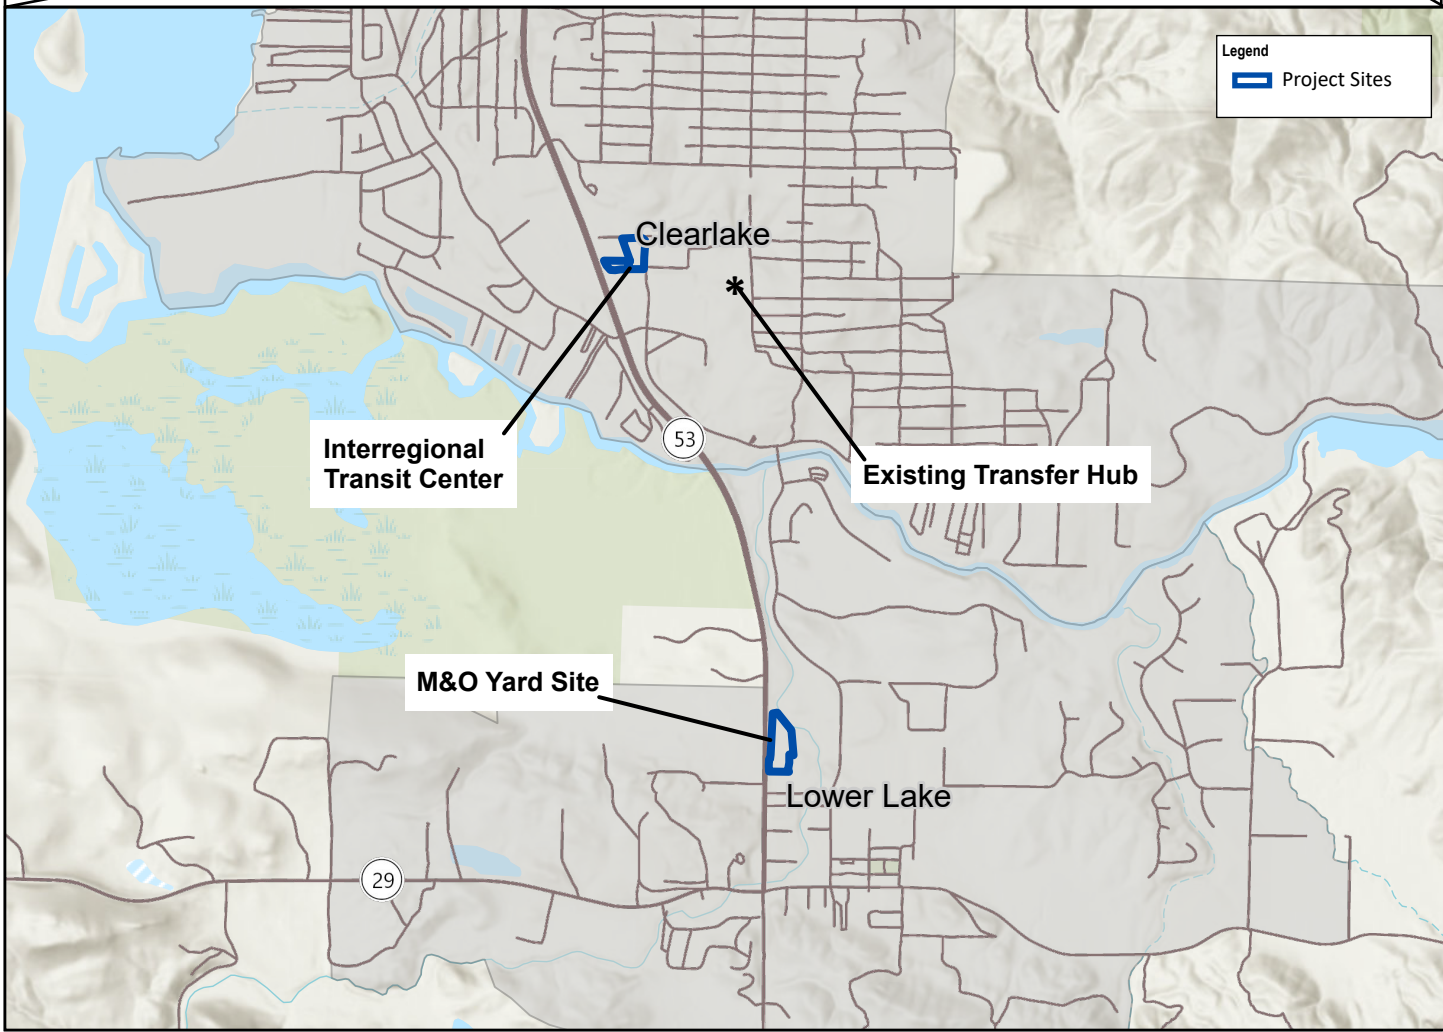 Legend
Project Sites
Clearlake
*
Interregional
Transit Center
53
Existing Transfer Hub
M&O Yard Site
Lower Lake
29